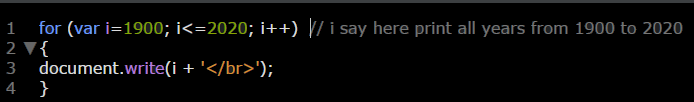 1 for (var i=1900; i<=2020; i++) // i say here print all years from 1900 to 2020
2 {
3 document.write(i + '</br>');
4 }